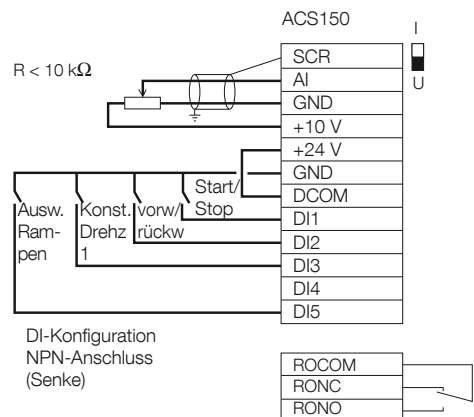 ACS150
I
U
R < 10 kΩ
SCR
AI
GND
+10 V
+24 V
GND
DCOM
DI1
DI2
DI3
DI4
DI5
Start/
Stop
Ausw.
Ram-
pen
Konst.
Drehz
1
vorw/
rückw
DI-Konfiguration
NPN-Anschluss
(Senke)
ROCOM
RONC
RONO